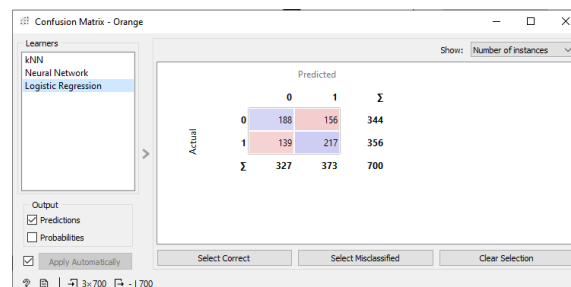 Confusion Matrix - Orange
Learners
kNN
Neural Network
Logistic Regression
Output
Predictions
Probabilities
Apply Automatically
Show: Number of instances
Predicted
0 1 Σ
Actual
0 188 156 344
1 139 217 356
Σ 327 373 700
Select Correct Select Misclassified Clear Selection
3×700 - | 700